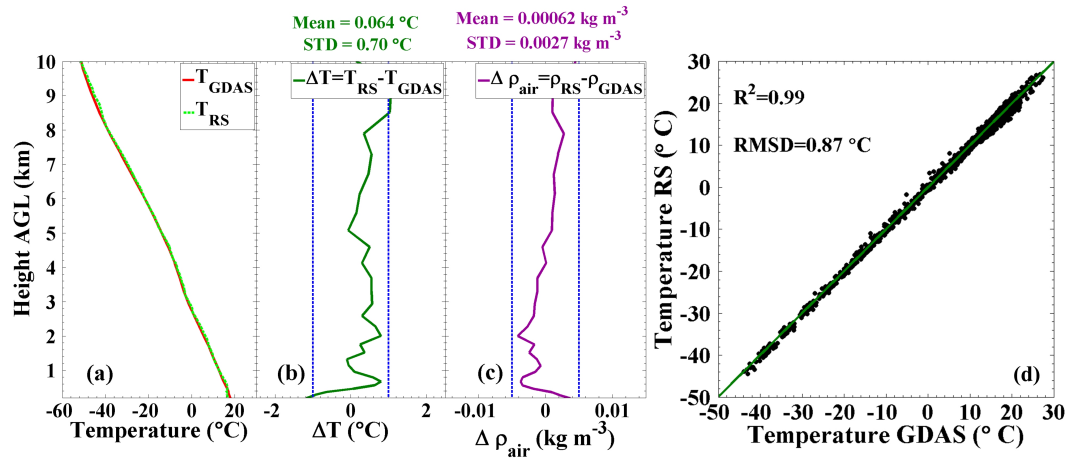 Mean = 0.064 °C
STD = 0.70 °C
Mean = 0.00062 kg m⁻³
STD = 0.0027 kg m⁻³
10
9
8
7
6
5
4
3
2
1
Height AGL (km)
T_GDAS
T_RS
(a)
-60 -40 -20 0 20
Temperature (°C)
ΔT=T_RS-T_GDAS
(b)
-2 0 2
ΔT (°C)
Δ ρ_air=ρ_RS-ρ_GDAS
(c)
-0.01 0 0.01
Δ ρ_air (kg m⁻³)
30
20
10
0
-10
-20
-30
-40
-50
Temperature RS (° C)
R²=0.99
RMSD=0.87 °C
(d)
-50 -40 -30 -20 -10 0 10 20 30
Temperature GDAS (° C)